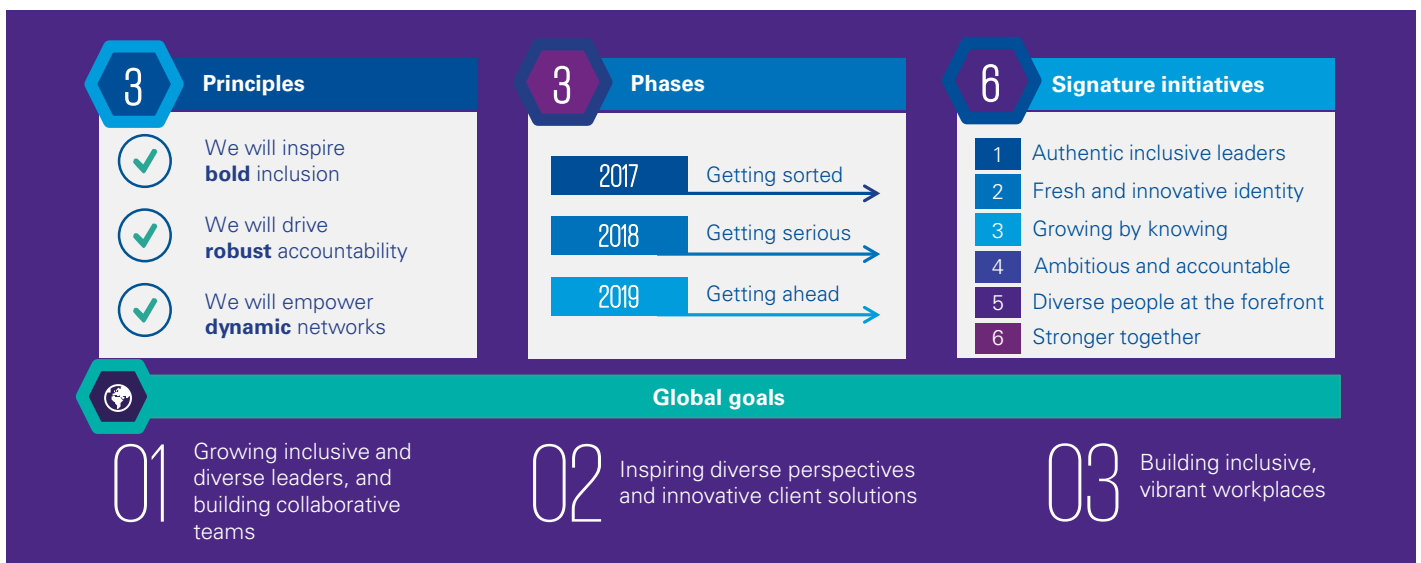 3
Principles
We will inspire
bold inclusion
We will drive
robust accountability
We will empower
dynamic networks
3
Phases
2017
Getting sorted
2018
Getting serious
2019
Getting ahead
6
Signature initiatives
1 Authentic inclusive leaders
2 Fresh and innovative identity
3 Growing by knowing
4 Ambitious and accountable
5 Diverse people at the forefront
6 Stronger together
Global goals
01
Growing inclusive and
diverse leaders, and
building collaborative
teams
02
Inspiring diverse perspectives
and innovative client solutions
03
Building inclusive,
vibrant workplaces